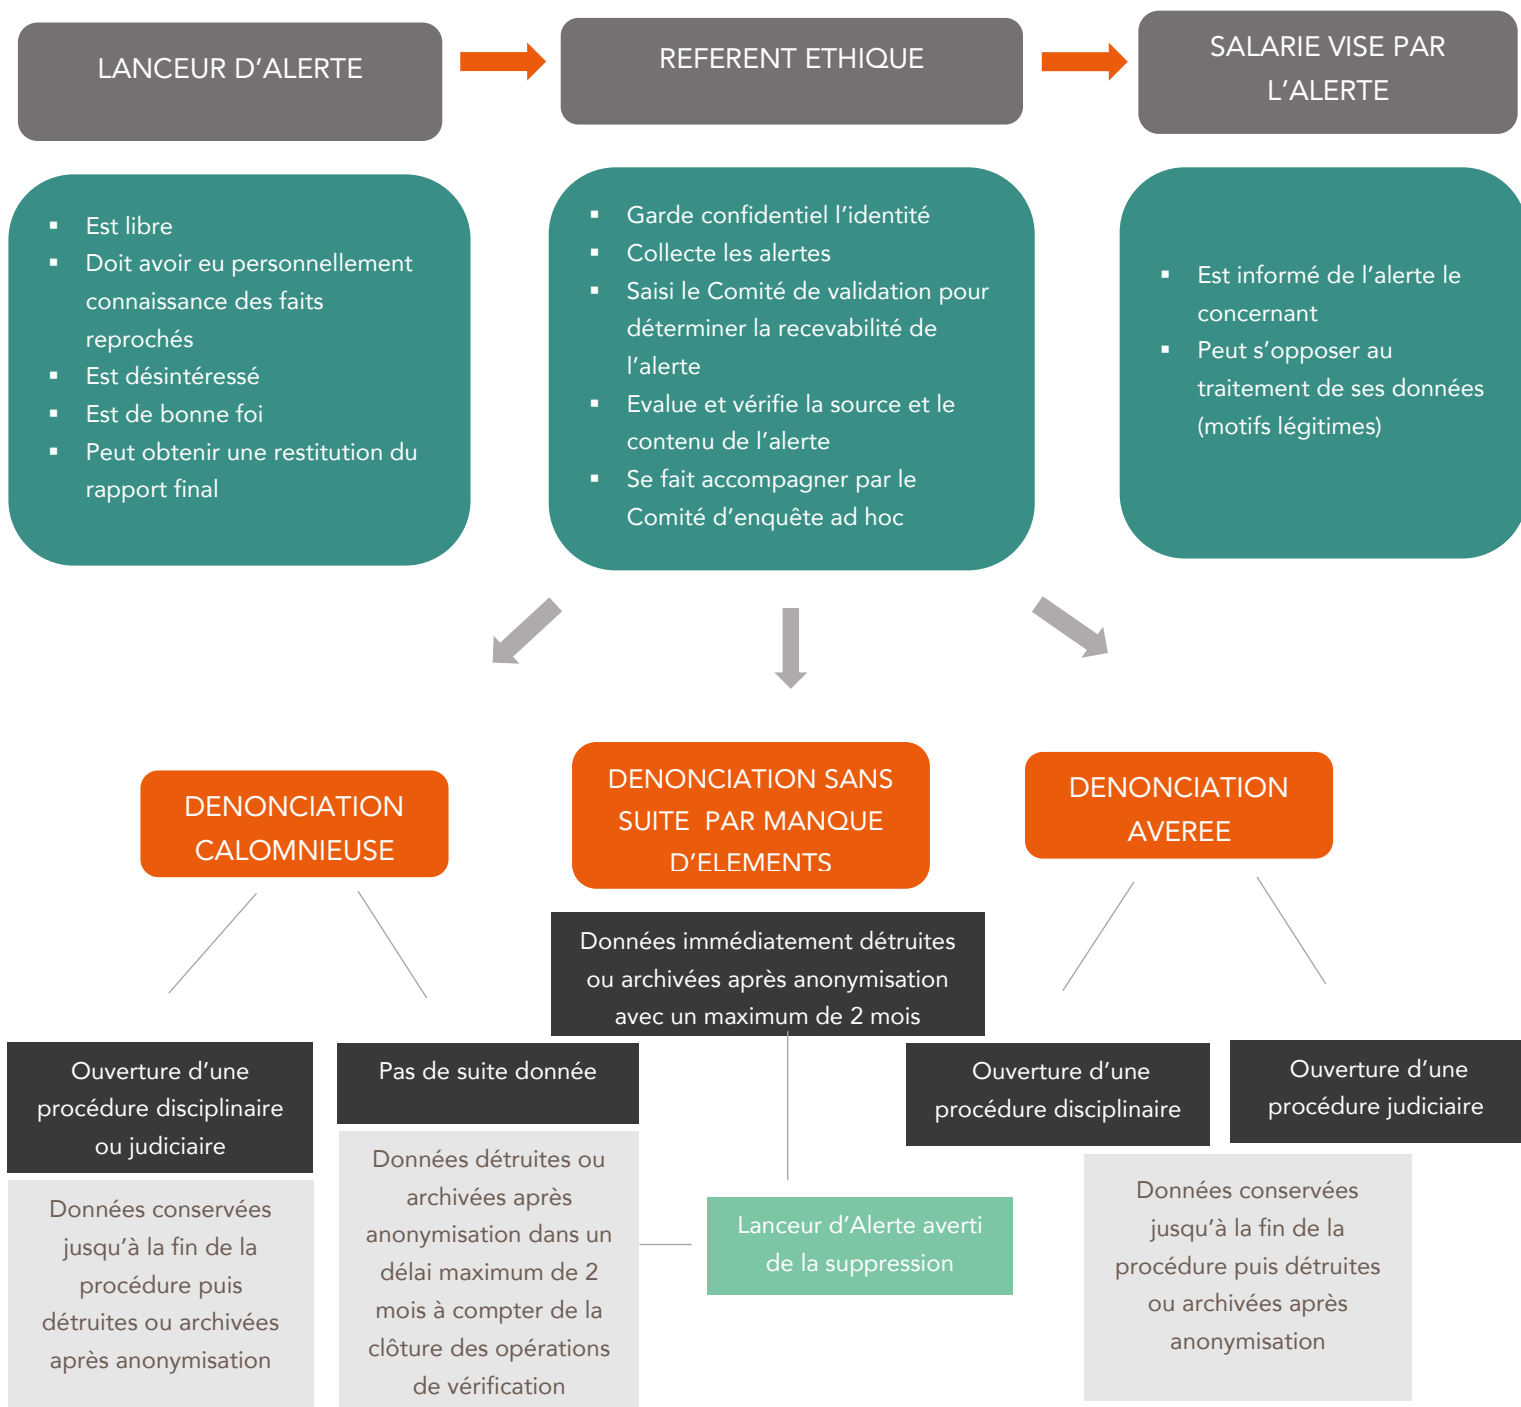 LANCEUR D’ALERTE
REFERENT ETHIQUE
SALARIE VISE PAR
L’ALERTE
▪ Est libre
▪ Doit avoir eu personnellement
connaissance des faits
reprochés
▪ Est désintéressé
▪ Est de bonne foi
▪ Peut obtenir une restitution du
rapport final
▪ Garde confidentiel l’identité
▪ Collecte les alertes
▪ Saisi le Comité de validation pour
déterminer la recevabilité de
l’alerte
▪ Evalue et vérifie la source et le
contenu de l’alerte
▪ Se fait accompagner par le
Comité d’enquête ad hoc
▪ Est informé de l’alerte le
concernant
▪ Peut s’opposer au
traitement de ses données
(motifs légitimes)
DENONCIATION
CALOMNIEUSE
DENONCIATION SANS
SUITE PAR MANQUE
D’ELEMENTS
DENONCIATION
AVEREE
Données immédiatement détruites
ou archivées après anonymisation
avec un maximum de 2 mois
Ouverture d’une
procédure disciplinaire
ou judiciaire
Pas de suite donnée
Ouverture d’une
procédure disciplinaire
Ouverture d’une
procédure judiciaire
Données conservées
jusqu’à la fin de la
procédure puis
détruites ou archivées
après anonymisation
Données détruites ou
archivées après
anonymisation dans un
délai maximum de 2
mois à compter de la
clôture des opérations
de vérification
Lanceur d’Alerte averti
de la suppression
Données conservées
jusqu’à la fin de la
procédure puis détruites
ou archivées après
anonymisation